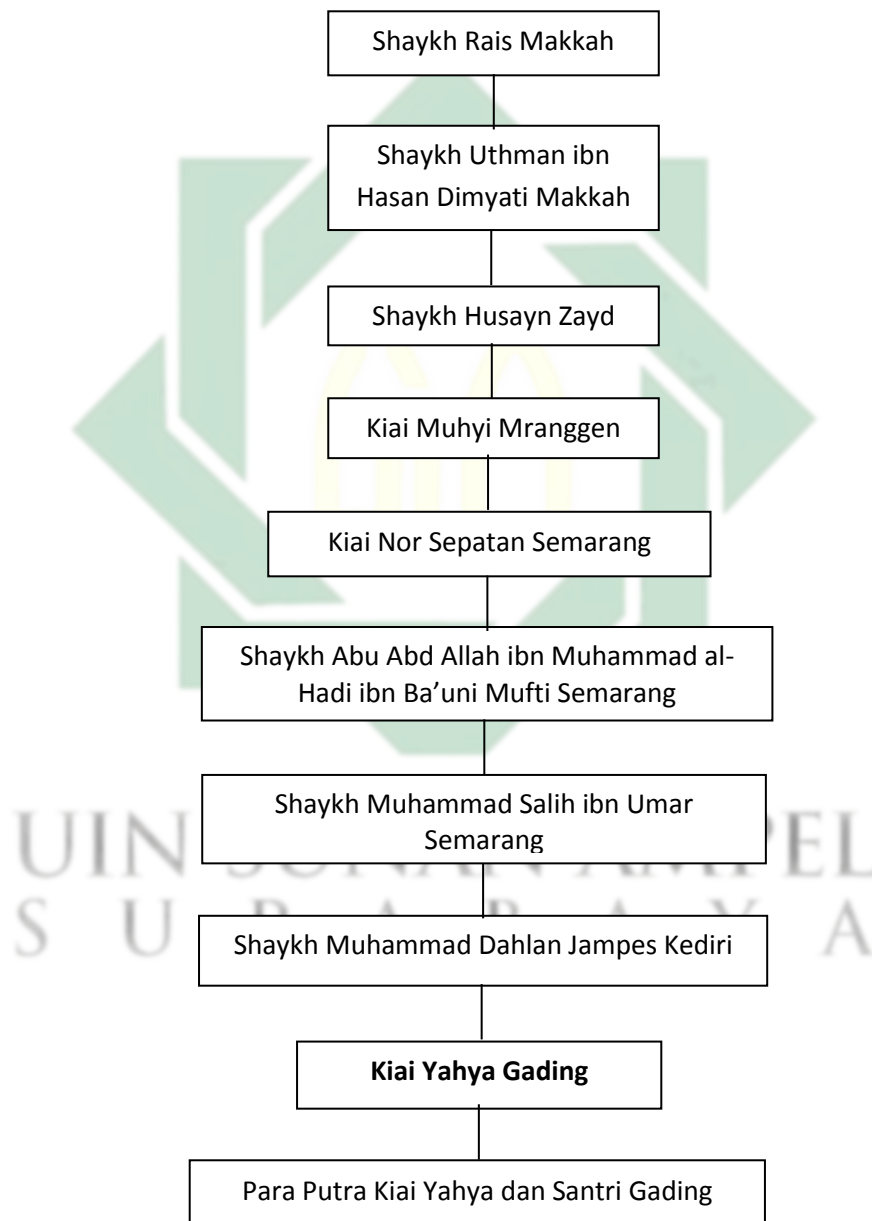 Shaykh Rais Makkah
Shaykh Uthman ibn
Hasan Dimyati Makkah
Shaykh Husayn Zayd
Kiai Muhyi Mranggen
Kiai Nor Sepatan Semarang
Shaykh Abu Abd Allah ibn Muhammad al-
Hadi ibn Ba’uni Mufti Semarang
Shaykh Muhammad Salih ibn Umar
Semarang
UIN SUNAN AMPEL
S U R A B A Y A
Shaykh Muhammad Dahlan Jampes Kediri
Kiai Yahya Gading
Para Putra Kiai Yahya dan Santri Gading